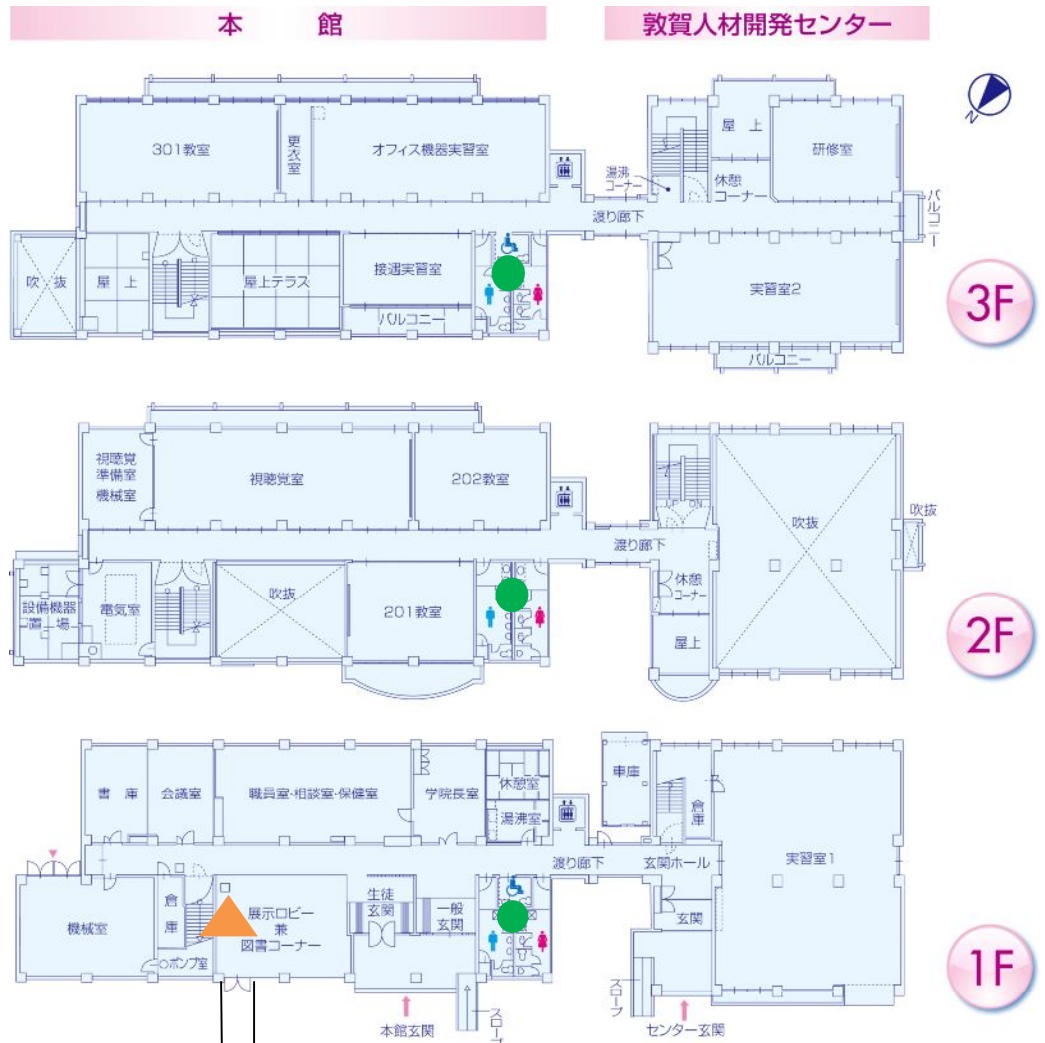 本　館
敦賀人材開発センター
N
301教室
更衣室
オフィス機器実習室
湯沸
コーナー
屋上
休憩
コーナー
研修室
渡り廊下
バルコニー
吹抜
屋上
屋上テラス
接遇実習室
バルコニー
実習室2
バルコニー
3F
視聴覚
準備室
機械室
視聴覚室
202教室
渡り廊下
UP
吹抜
吹抜
設備機器
置場
電気室
吹抜
201教室
休憩
コーナー
屋上
2F
書庫
会議室
職員室・相談室・保健室
学院長室
休憩室
湯沸室
車庫
倉庫
渡り廊下
玄関ホール
実習室1
機械室
倉庫
ポンプ室
展示ロビー
兼
図書コーナー
生徒
玄関
一般
玄関
玄関
スロープ
スロープ
本館玄関
センター玄関
1F